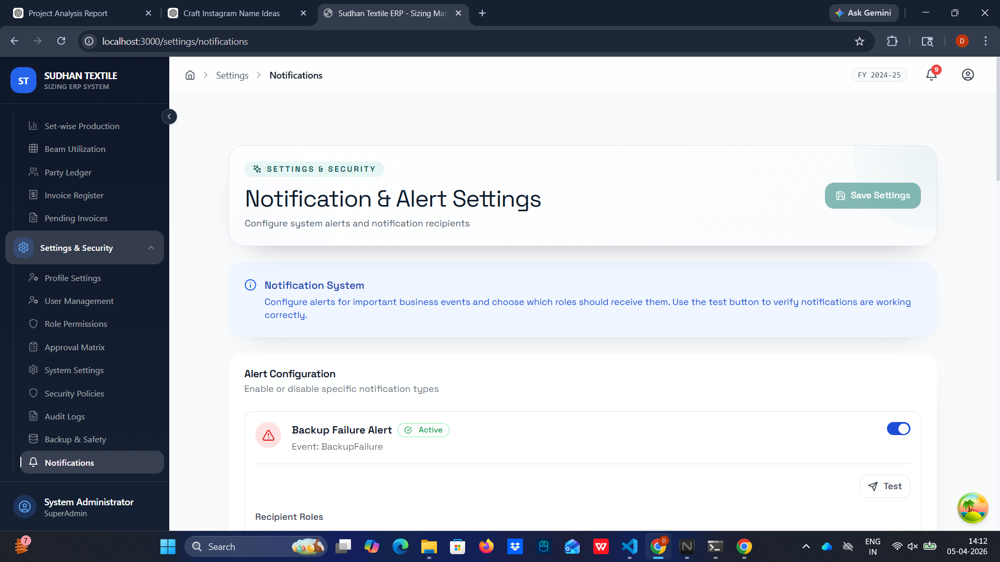 Project Analysis Report
Craft Instagram Name Ideas
Sudhan Textile ERP - Sizing Mar
Ask Gemini
localhost:3000/settings/notifications
D
ST
SUDHAN TEXTILE
SIZING ERP SYSTEM
Settings
Notifications
FY 2024-25
9
Set-wise Production
Beam Utilization
Party Ledger
Invoice Register
Pending Invoices
Settings & Security
Profile Settings
User Management
Role Permissions
Approval Matrix
System Settings
Security Policies
Audit Logs
Backup & Safety
Notifications
System Administrator
SuperAdmin
SETTINGS & SECURITY
Notification & Alert Settings
Configure system alerts and notification recipients
Save Settings
Notification System
Configure alerts for important business events and choose which roles should receive them. Use the test button to verify notifications are working
correctly.
Alert Configuration
Enable or disable specific notification types
Backup Failure Alert
Active
Event: BackupFailure
Test
Recipient Roles
7
Search
D
ENG
IN
14:12
05-04-2026